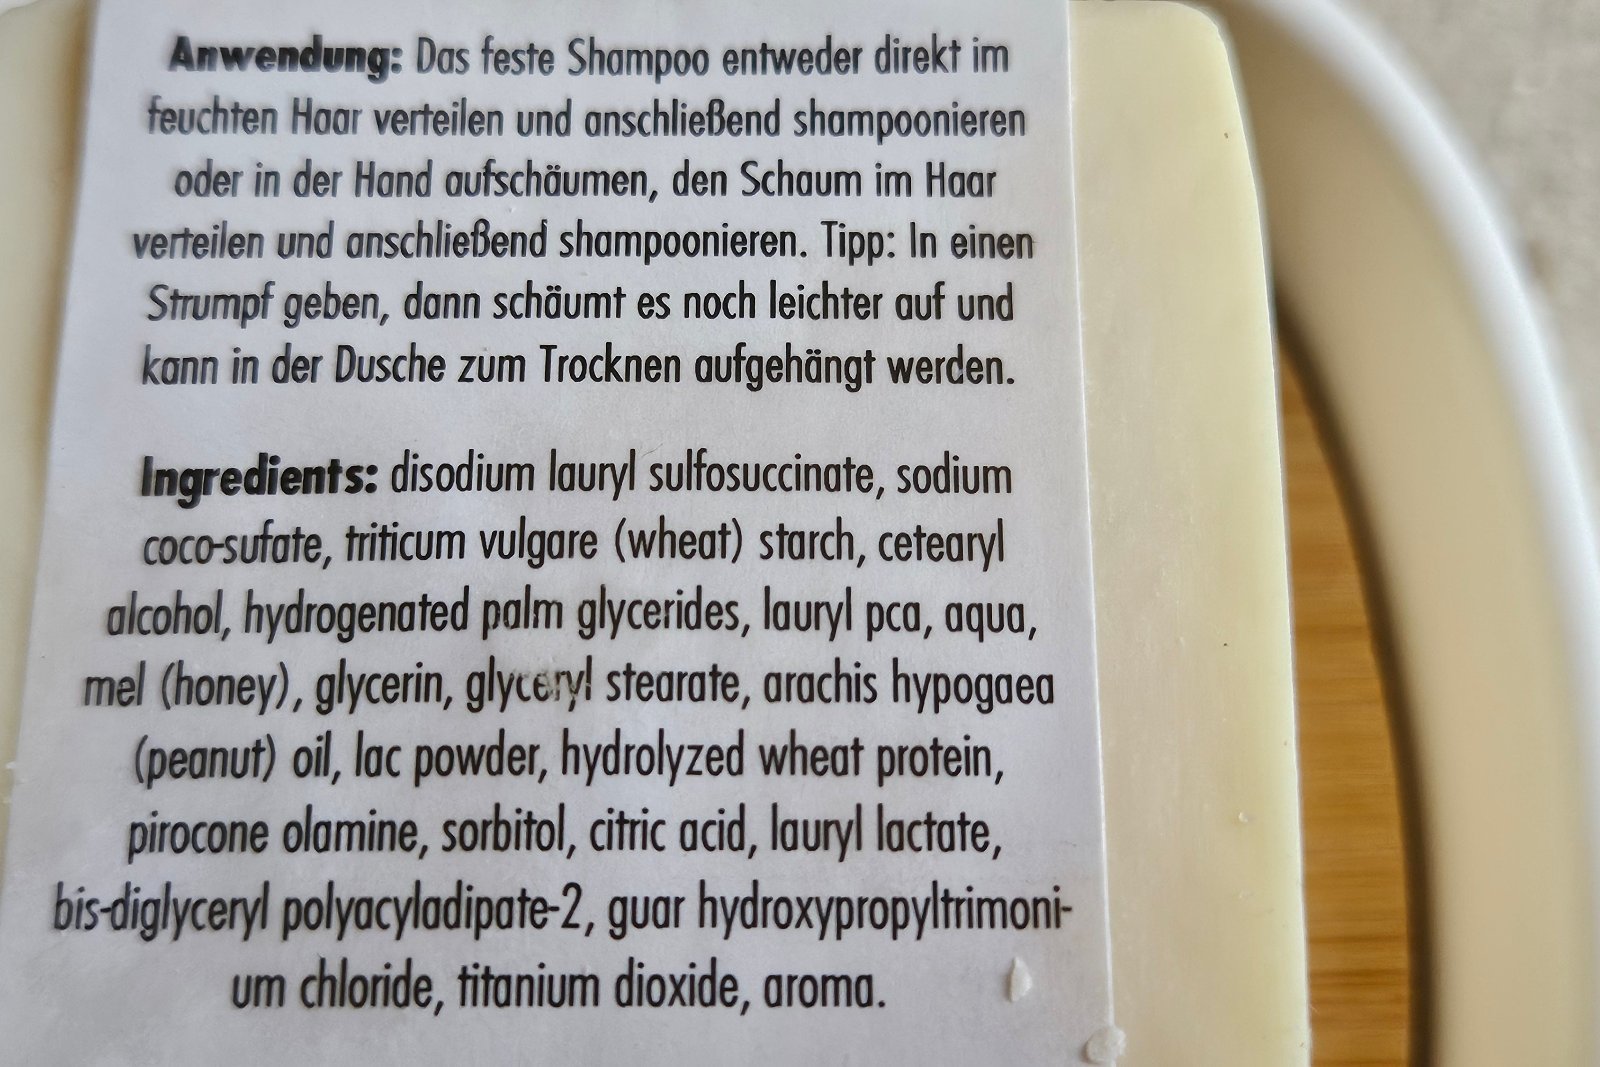 Anwendung: Das feste Shampoo entweder direkt im
feuchten Haar verteilen und anschließend shampoonieren
oder in der Hand aufschäumen, den Schaum im Haar
verteilen und anschließend shampoonieren. Tipp: In einen
Strumpf geben, dann schäumt es noch leichter auf und
kann in der Dusche zum Trocknen aufgehängt werden.
Ingredients: disodium lauryl sulfosuccinate, sodium
coco-sufate, triticum vulgare (wheat) starch, cetearyl
alcohol, hydrogenated palm glycerides, lauryl pca, aqua,
mel (honey), glycerin, glyceryl stearate, arachis hypogaea
(peanut) oil, lac powder, hydrolyzed wheat protein,
pirocone olamine, sorbitol, citric acid, lauryl lactate,
bis-diglyceryl polyacyladipate-2, guar hydroxypropyltrimoni-
um chloride, titanium dioxide, aroma.